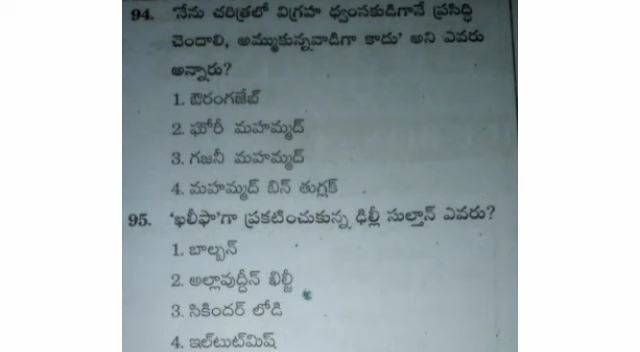 94. 'నేను చరిత్రలో విగ్రహ ధ్వంసకుడిగానే ప్రసిద్ధి
చెందాలి, అమ్ముకున్నవాడిగా కాదు' అని ఎవరు
అన్నారు?
1. ఔరంగజేబ్
2. ఘోరీ మహమ్మద్
3. గజనీ మహమ్మద్
4. మహమ్మద్ బిన్ తుగ్లక్
95. 'ఖలీఫా'గా ప్రకటించుకున్న ఢిల్లీ సుల్తాన్ ఎవరు?
1. బాల్బన్
2. అల్లావుద్దీన్ ఖిల్జీ
3. సికిందర్ లోడి
4. ఇల్‌టుట్‌మిష్